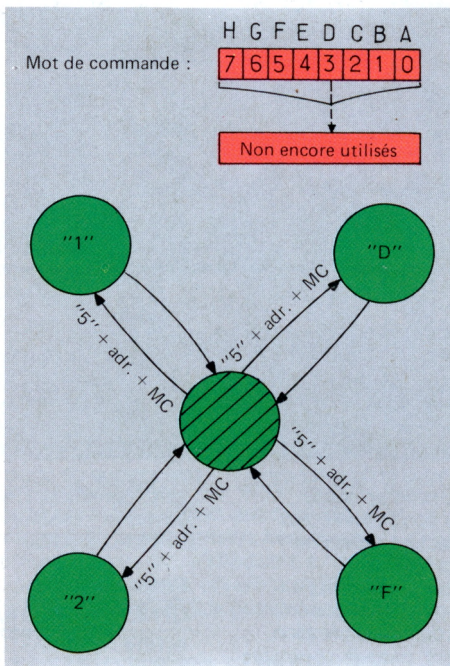 H G F E D C B A
Mot de commande : 7 6 5 4 3 2 1 0
Non encore utilisés
"1"
"D"
"5" + adr. + MC
"5" + adr. + MC
"5" + adr. + MC
"5" + adr. + MC
"2"
"F"